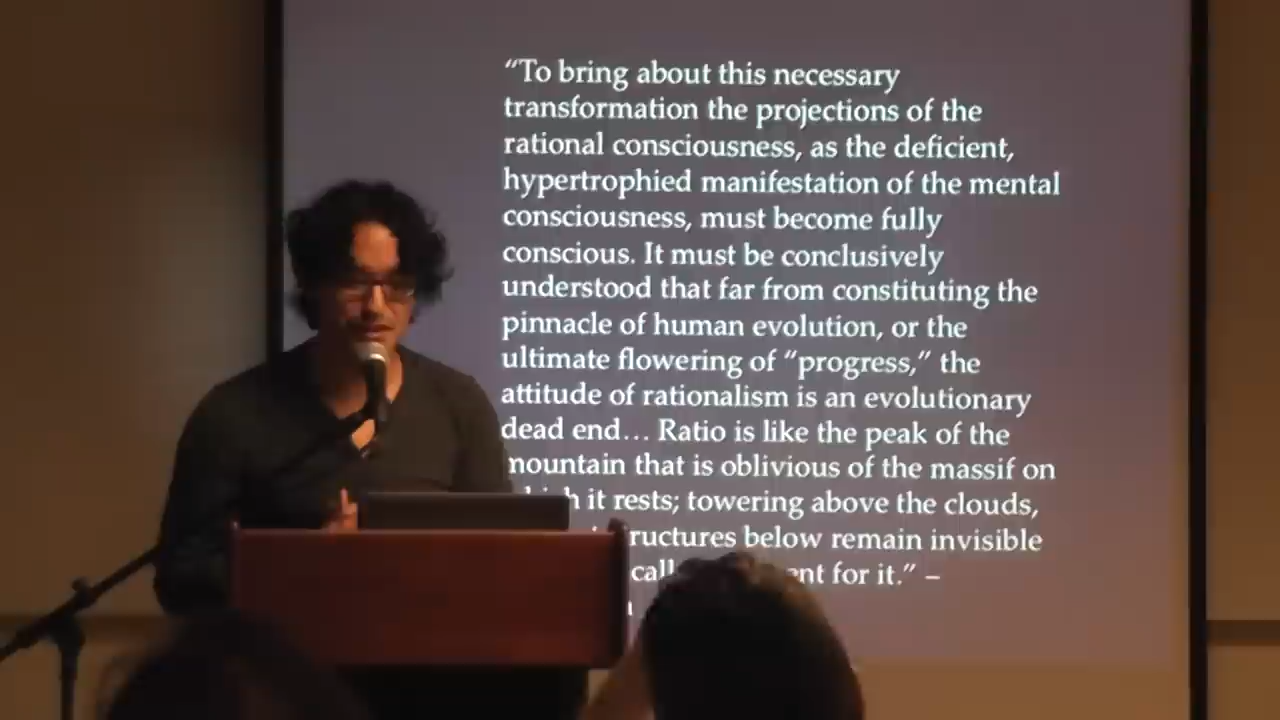 “To bring about this necessary
transformation the projections of the
rational consciousness, as the deficient,
hypertrophied manifestation of the mental
consciousness, must become fully
conscious. It must be conclusively
understood that far from constituting the
pinnacle of human evolution, or the
ultimate flowering of “progress,” the
attitude of rationalism is an evolutionary
dead end… Ratio is like the peak of the
mountain that is oblivious of the massif on
it rests; towering above the clouds,
below remain invisible
for it.” –